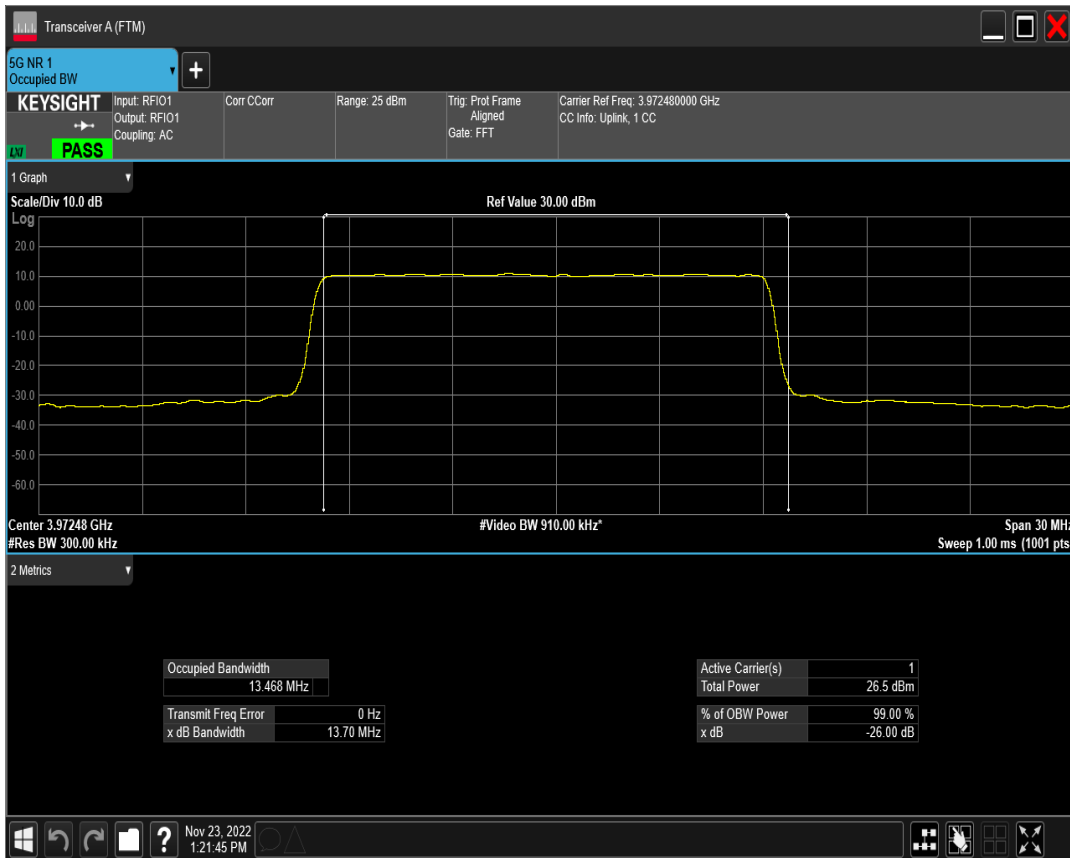 Transceiver A (FTM)
5G NR 1
Occupied BW
+
KEYSIGHT
LXI
PASS
Input: RFIO1
Output: RFIO1
Coupling: AC
Corr CCorr
Range: 25 dBm
Trig: Prot Frame
Aligned
Gate: FFT
Carrier Ref Freq: 3.972480000 GHz
CC Info: Uplink, 1 CC
1 Graph
Scale/Div 10.0 dB
Ref Value 30.00 dBm
Log
20.0
10.0
0.00
-10.0
-20.0
-30.0
-40.0
-50.0
-60.0
Center 3.97248 GHz
#Video BW 910.00 kHz*
Span 30 MHz
#Res BW 300.00 kHz
Sweep 1.00 ms (1001 pts
2 Metrics
Occupied Bandwidth
13.468 MHz
Transmit Freq Error 0 Hz
x dB Bandwidth 13.70 MHz
Active Carrier(s) 1
Total Power 26.5 dBm
% of OBW Power 99.00 %
x dB -26.00 dB
?
Nov 23, 2022
1:21:45 PM